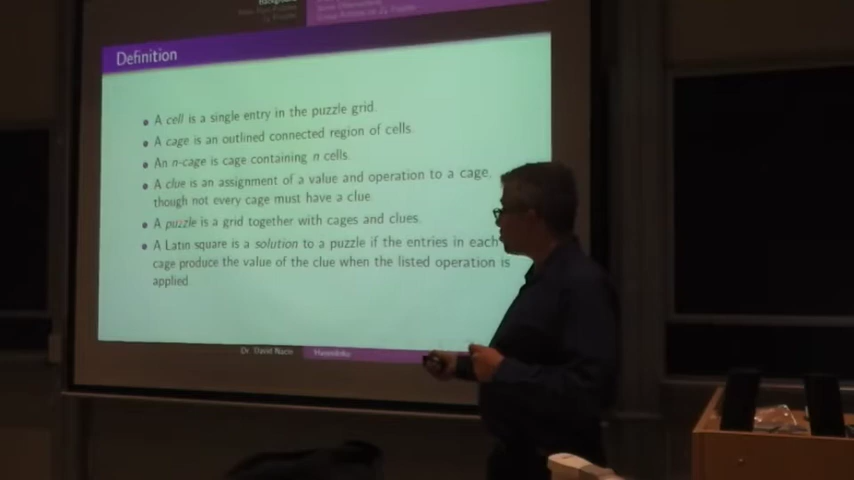 Background
Definition
A cell is a single entry in the puzzle grid.
A cage is an outlined connected region of cells.
An n-cage is cage containing n cells.
A clue is an assignment of a value and operation to a cage,
though not every cage must have a clue.
A puzzle is a grid together with cages and clues.
A Latin square is a solution to a puzzle if the entries in each
cage produce the value of the clue when the listed operation is
applied.
Dr. David Nacin